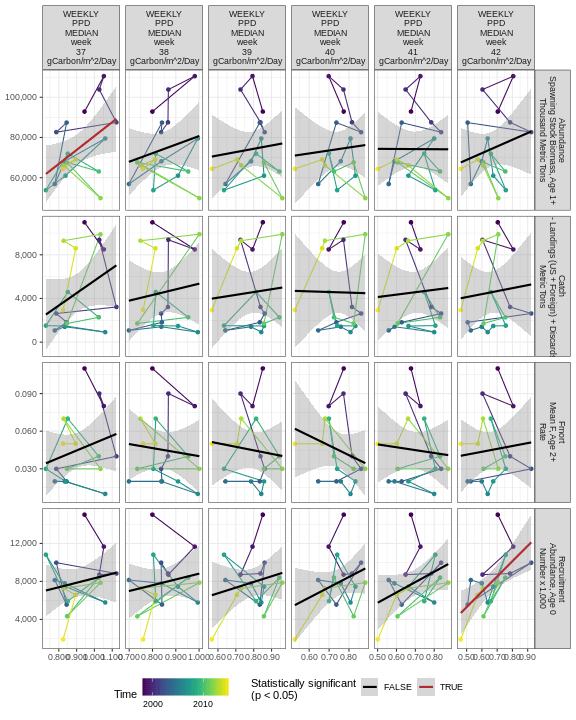 WEEKLY
PPD
MEDIAN
week
37
gCarbon/m^2/Day
WEEKLY
PPD
MEDIAN
week
38
gCarbon/m^2/Day
WEEKLY
PPD
MEDIAN
week
39
gCarbon/m^2/Day
WEEKLY
PPD
MEDIAN
week
40
gCarbon/m^2/Day
WEEKLY
PPD
MEDIAN
week
41
gCarbon/m^2/Day
WEEKLY
PPD
MEDIAN
week
42
gCarbon/m^2/Day
100,000
80,000
60,000
Abundance
Spawning Stock Biomass, Age 1+
Thousand Metric Tons
8,000
4,000
0
Catch
- Landings (US + Foreign) + Discards
Metric Tons
0.090
0.060
0.030
Fmort
Mean F, Age 2+
Rate
12,000
8,000
4,000
Recruitment
Abundance, Age 0
Number x 1,000
0.800 0.900 1.000 1.100
0.700 0.800 0.900 1.000
0.60 0.70 0.80 0.90
0.60 0.70 0.80
0.50 0.60 0.70 0.80
0.50 0.60 0.70 0.80 0.90
Time
2000 2010
Statistically significant
(p < 0.05)
FALSE TRUE